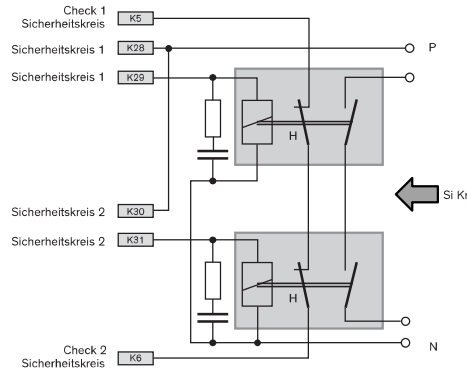 Check 1
Sicherheitskreis K5
Sicherheitskreis 1 K28 P
Sicherheitskreis 1 K29
H
Si Kr
Sicherheitskreis 2 K30
Sicherheitskreis 2 K31
H
N
Check 2
Sicherheitskreis K6